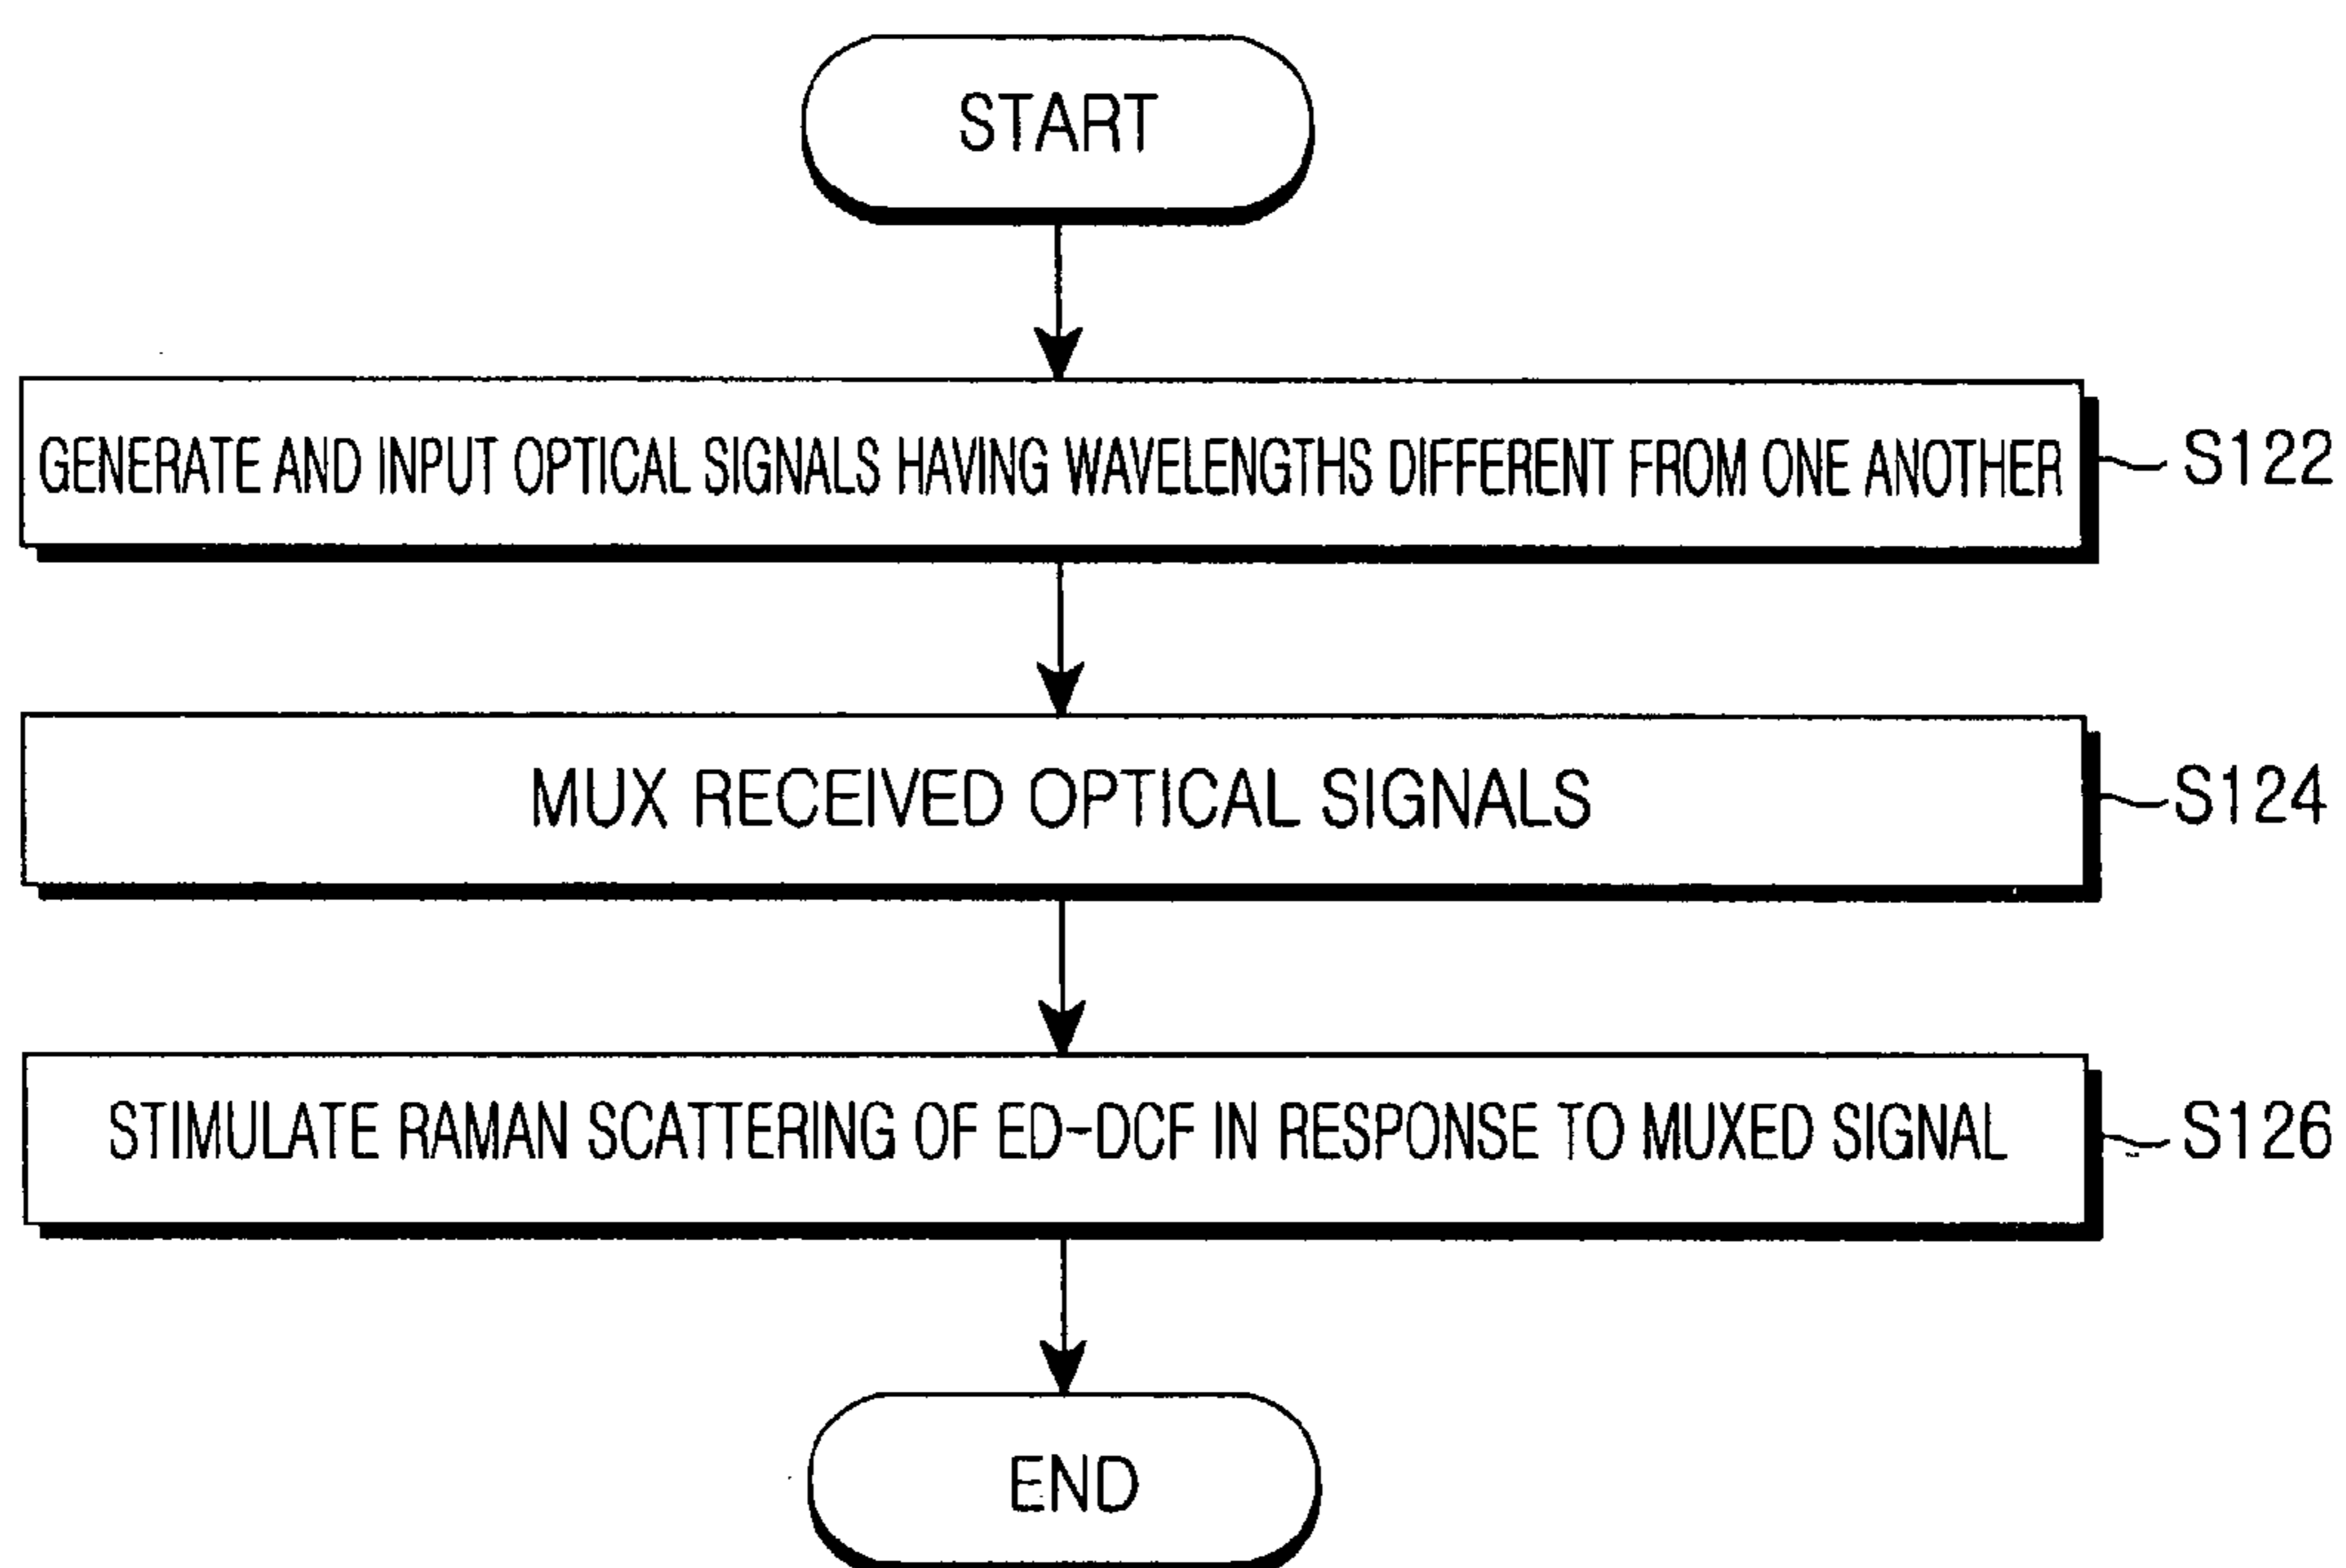 START
GENERATE AND INPUT OPTICAL SIGNALS HAVING WAVELENGTHS DIFFERENT FROM ONE ANOTHER
S122
MUX RECEIVED OPTICAL SIGNALS
S124
STIMULATE RAMAN SCATTERING OF ED-DCF IN RESPONSE TO MUXED SIGNAL
S126
END